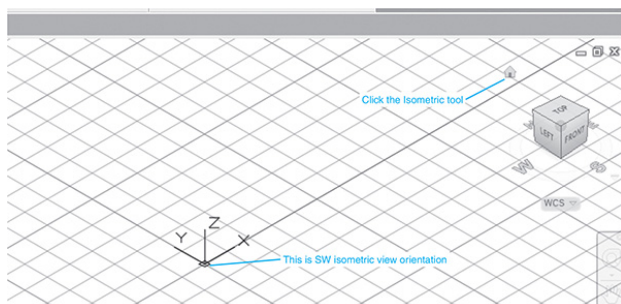 Click the Isometric tool
TOP
LEFT
FRONT
W
S
WCS
Z
Y
X
This is SW isometric view orientation